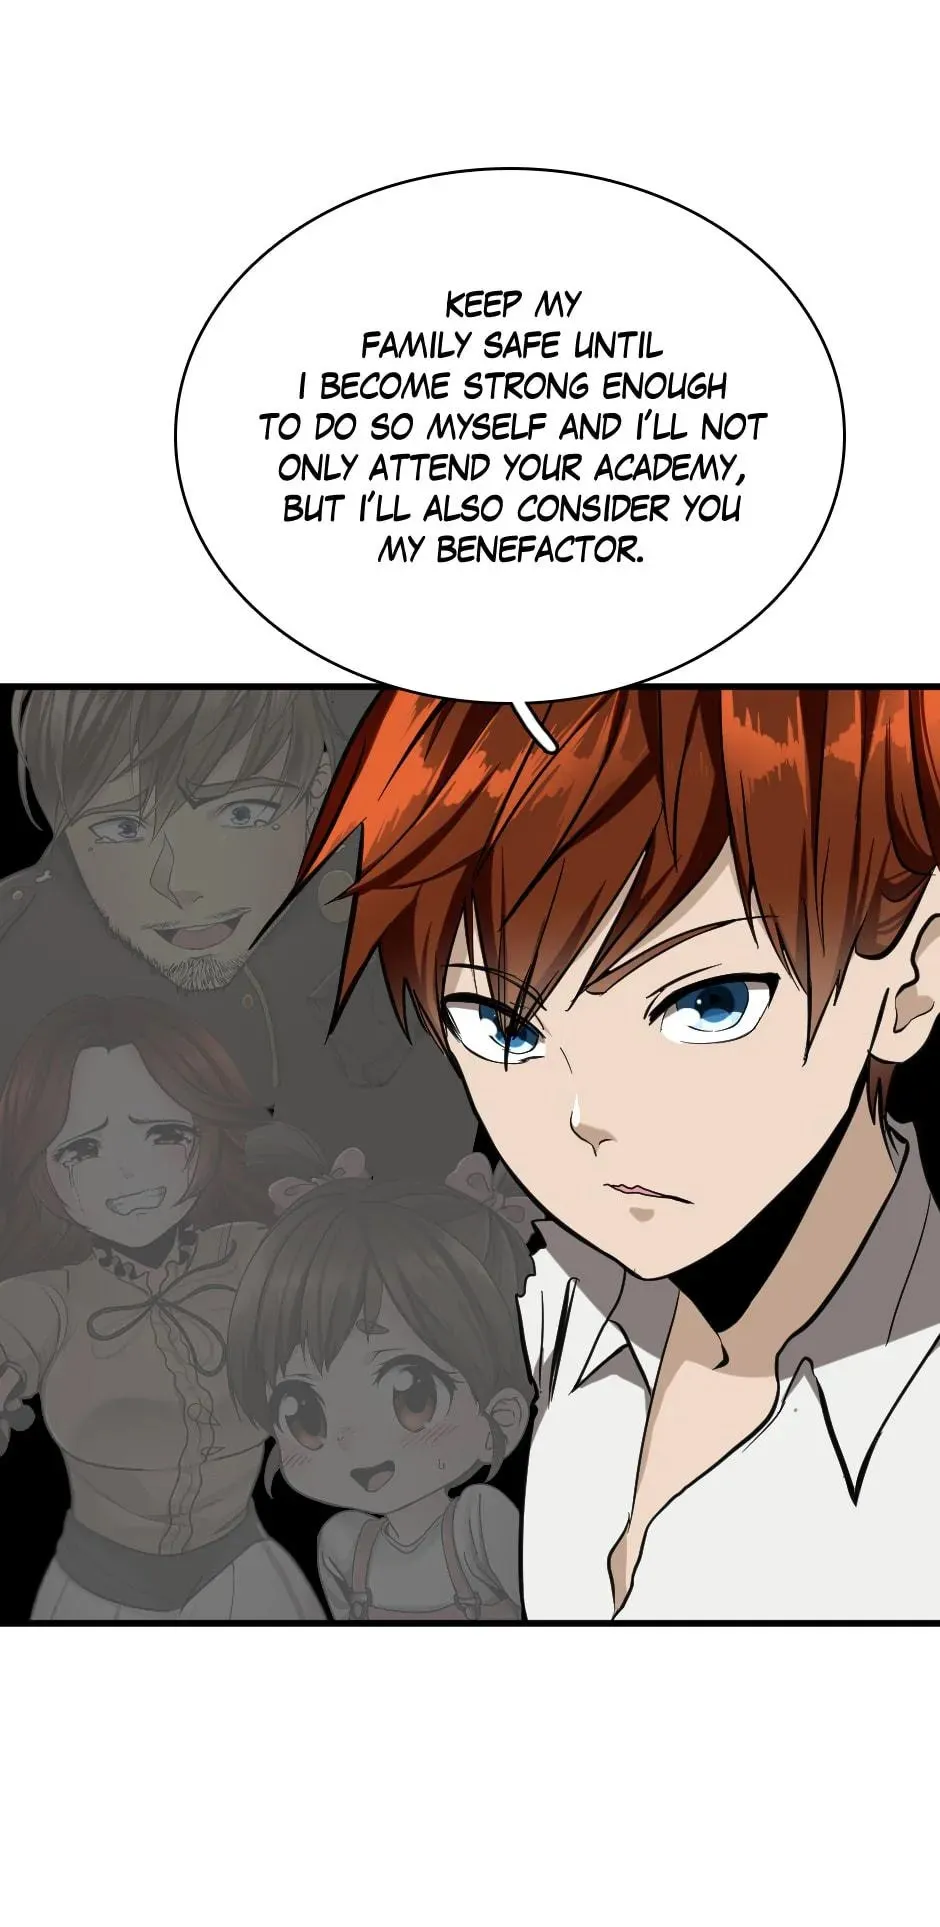 KEEP MY
FAMILY SAFE UNTIL
I BECOME STRONG ENOUGH
TO DO SO MYSELF AND I'LL NOT
ONLY ATTEND YOUR ACADEMY,
BUT I'LL ALSO CONSIDER YOU
MY BENEFACTOR.